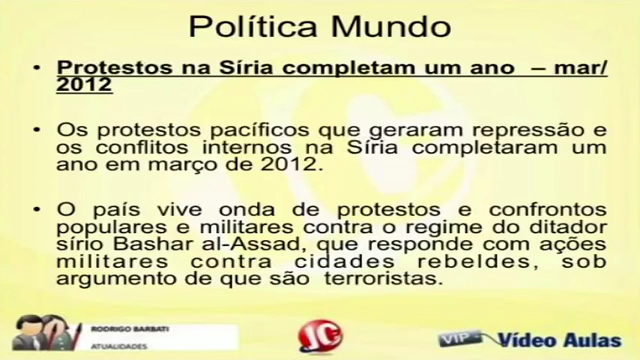 Política Mundo
• Protestos na Síria completam um ano – mar/
2012
• Os protestos pacíficos que geraram repressão e
os conflitos internos na Síria completaram um
ano em março de 2012.
• O país vive onda de protestos e confrontos
populares e militares contra o regime do ditador
sírio Bashar al-Assad, que responde com ações
militares contra cidades rebeldes, sob
argumento de que são terroristas.
RODRIGO BARBATI
ATUALIDADES
JC
VIP Vídeo Aulas